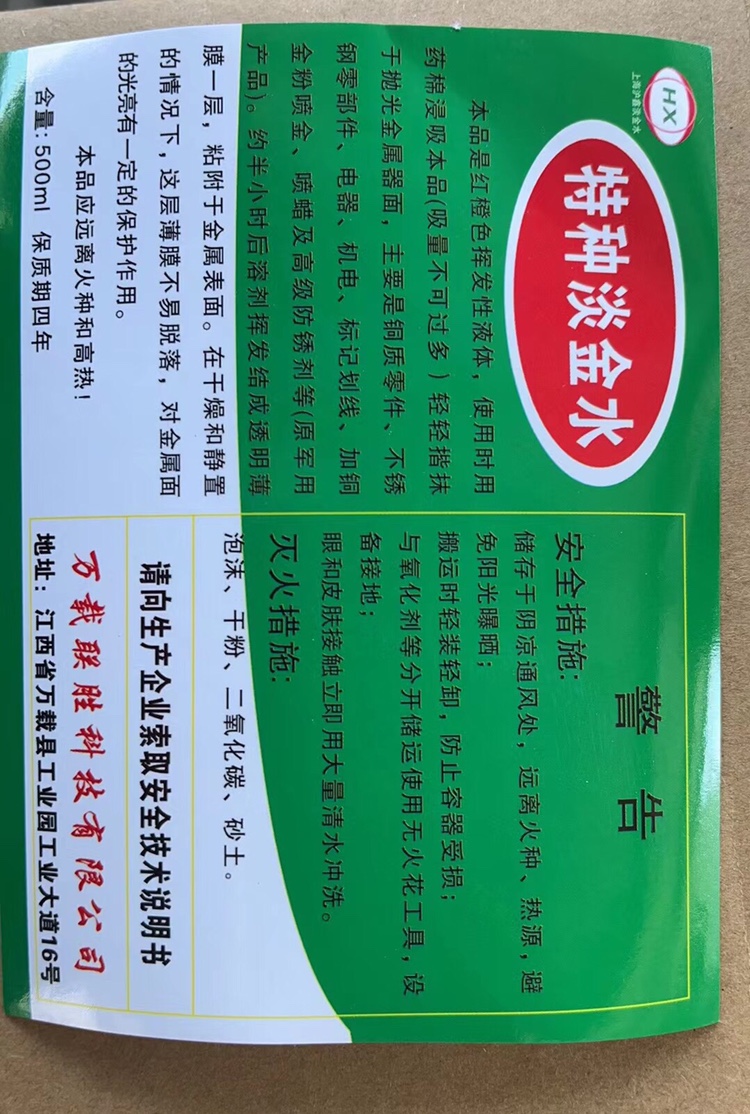 HX
上海沪鑫淡金水
特种淡金水
本品是红橙色挥发性液体，使用时用
药棉浸吸本品(吸量不可过多)轻轻揩抹
于抛光金属器面，主要是铜质零件、不锈
钢零部件、电器、机电、标记划线、加铜
金粉喷金、喷蜡及高级防锈剂等(原军用
产品)。约半小时后溶剂挥发结成透明薄
膜一层，粘附于金属表面。在干燥和静置
的情况下，这层薄膜不易脱落，对金属面
的光亮有一定的保护作用。
本品应远离火种和高热！
含量：500ml 保质期四年
警告
安全措施：
储存于阴凉通风处，远离火种、热源，避
免阳光曝晒；
搬运时轻装轻卸，防止容器受损；
与氧化剂等分开储运使用无火花工具，设
备接地；
眼和皮肤接触立即用大量清水冲洗。
灭火措施：
泡沫、干粉、二氧化碳、砂土。
请向生产企业索取安全技术说明书
万载联胜科技有限公司
地址：江西省万载县工业园工业大道16号